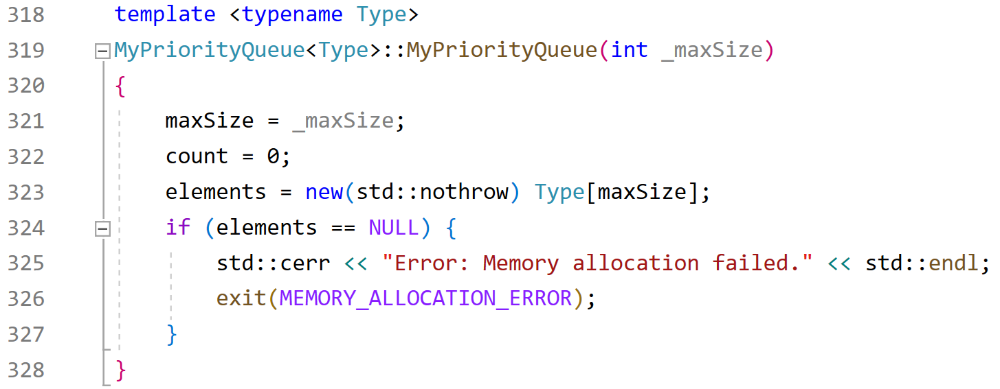 318 template <typename Type>
319 MyPriorityQueue<Type>::MyPriorityQueue(int _maxSize)
320 {
321     maxSize = _maxSize;
322     count = 0;
323     elements = new(std::nothrow) Type[maxSize];
324     if (elements == NULL) {
325         std::cerr << "Error: Memory allocation failed." << std::endl;
326         exit(MEMORY_ALLOCATION_ERROR);
327     }
328 }